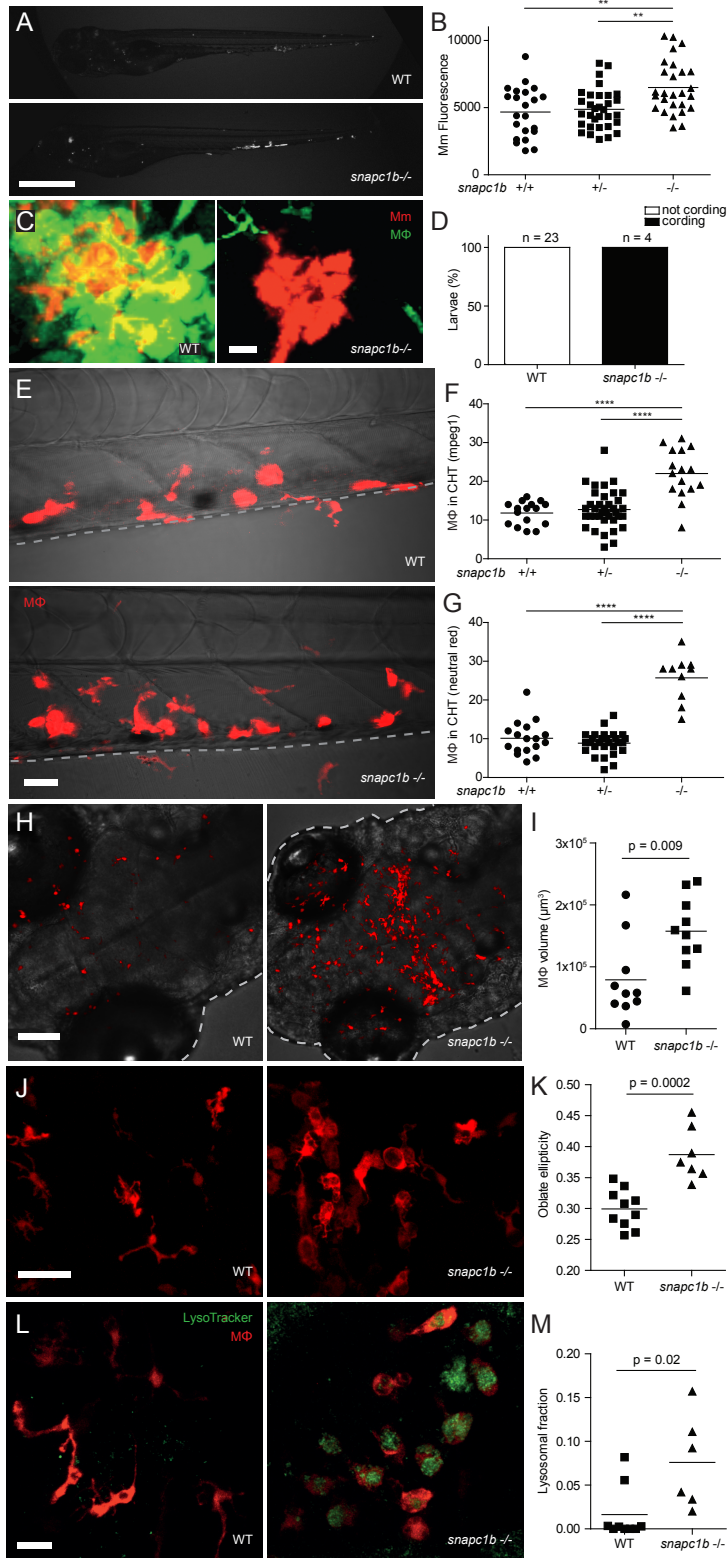 A
WT
snapc1b-/-
B
**
**
10000
5000
0
Mm Fluorescence
snapc1b
+/+
+/-
-/-
C
WT
Mm
MΦ
snapc1b-/-
D
not cording
cording
n = 23
n = 4
100
50
0
Larvae (%)
WT
snapc1b -/-
E
WT
MΦ
snapc1b -/-
F
****
****
40
30
20
10
0
MΦ in CHT (mpeg1)
snapc1b
+/+
+/-
-/-
G
****
****
40
30
20
10
0
MΦ in CHT (neutral red)
snapc1b
+/+
+/-
-/-
H
WT
snapc1b -/-
I
3x10⁵
p = 0.009
2x10⁵
1x10⁵
0
MΦ volume (µm³)
WT
snapc1b -/-
J
WT
snapc1b -/-
K
p = 0.0002
0.50
0.45
0.40
0.35
0.30
0.25
0.20
Oblate ellipticity
WT
snapc1b -/-
L
LysoTracker
MΦ
WT
snapc1b -/-
M
p = 0.02
0.20
0.15
0.10
0.05
0.00
Lysosomal fraction
WT
snapc1b -/-